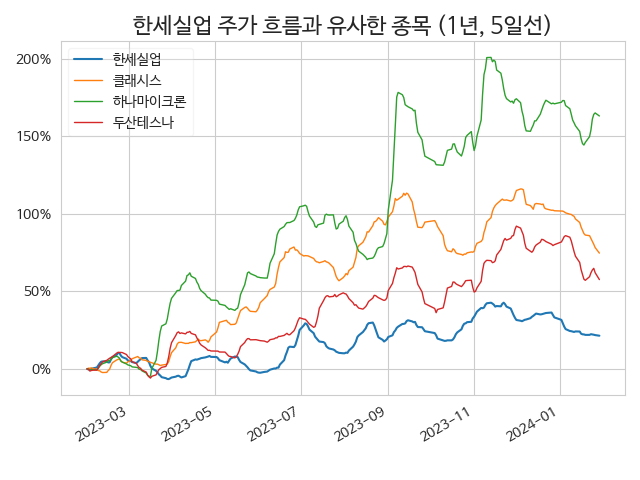 한세실업 주가 흐름과 유사한 종목 (1년, 5일선)
200%
150%
100%
50%
0%
한세실업
클래시스
하나마이크론
두산테스나
2023-03
2023-05
2023-07
2023-09
2023-11
2024-01